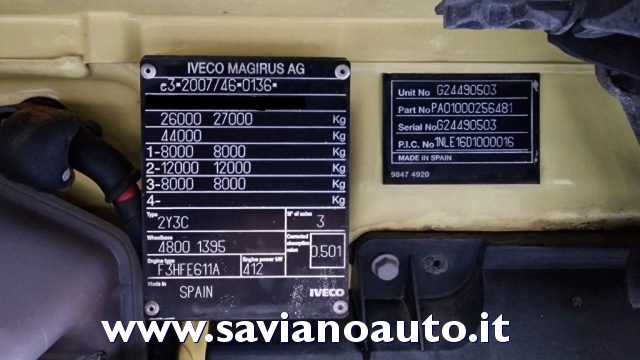 IVECO MAGIRUS AG
e3*2007/46*0136*
26000 27000 Kg
44000 Kg
1-8000 8000 Kg
2-12000 12000 Kg
3-8000 8000 Kg
4- Kg
Type 2Y3C N° of axles 3
Wheelbase 4800 1395 Corrected absorption value 0.501
Engine type F3HFE611A Engine power kW 412
Made in SPAIN IVECO
Unit No G24490503
Part No PA01000256481
Serial No G24490503
P.I.C. No 1NLE16D1000016
MADE IN SPAIN
9847 4920
www.savianoauto.it